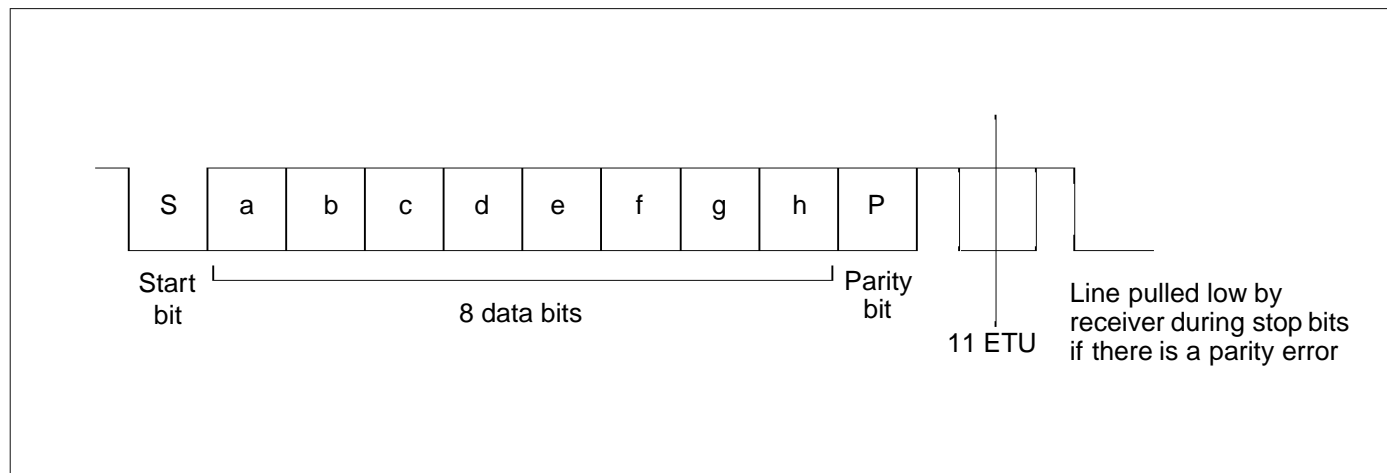 S a b c d e f g h P
Start
bit
8 data bits
Parity
bit
11 ETU
Line pulled low by
receiver during stop bits
if there is a parity error